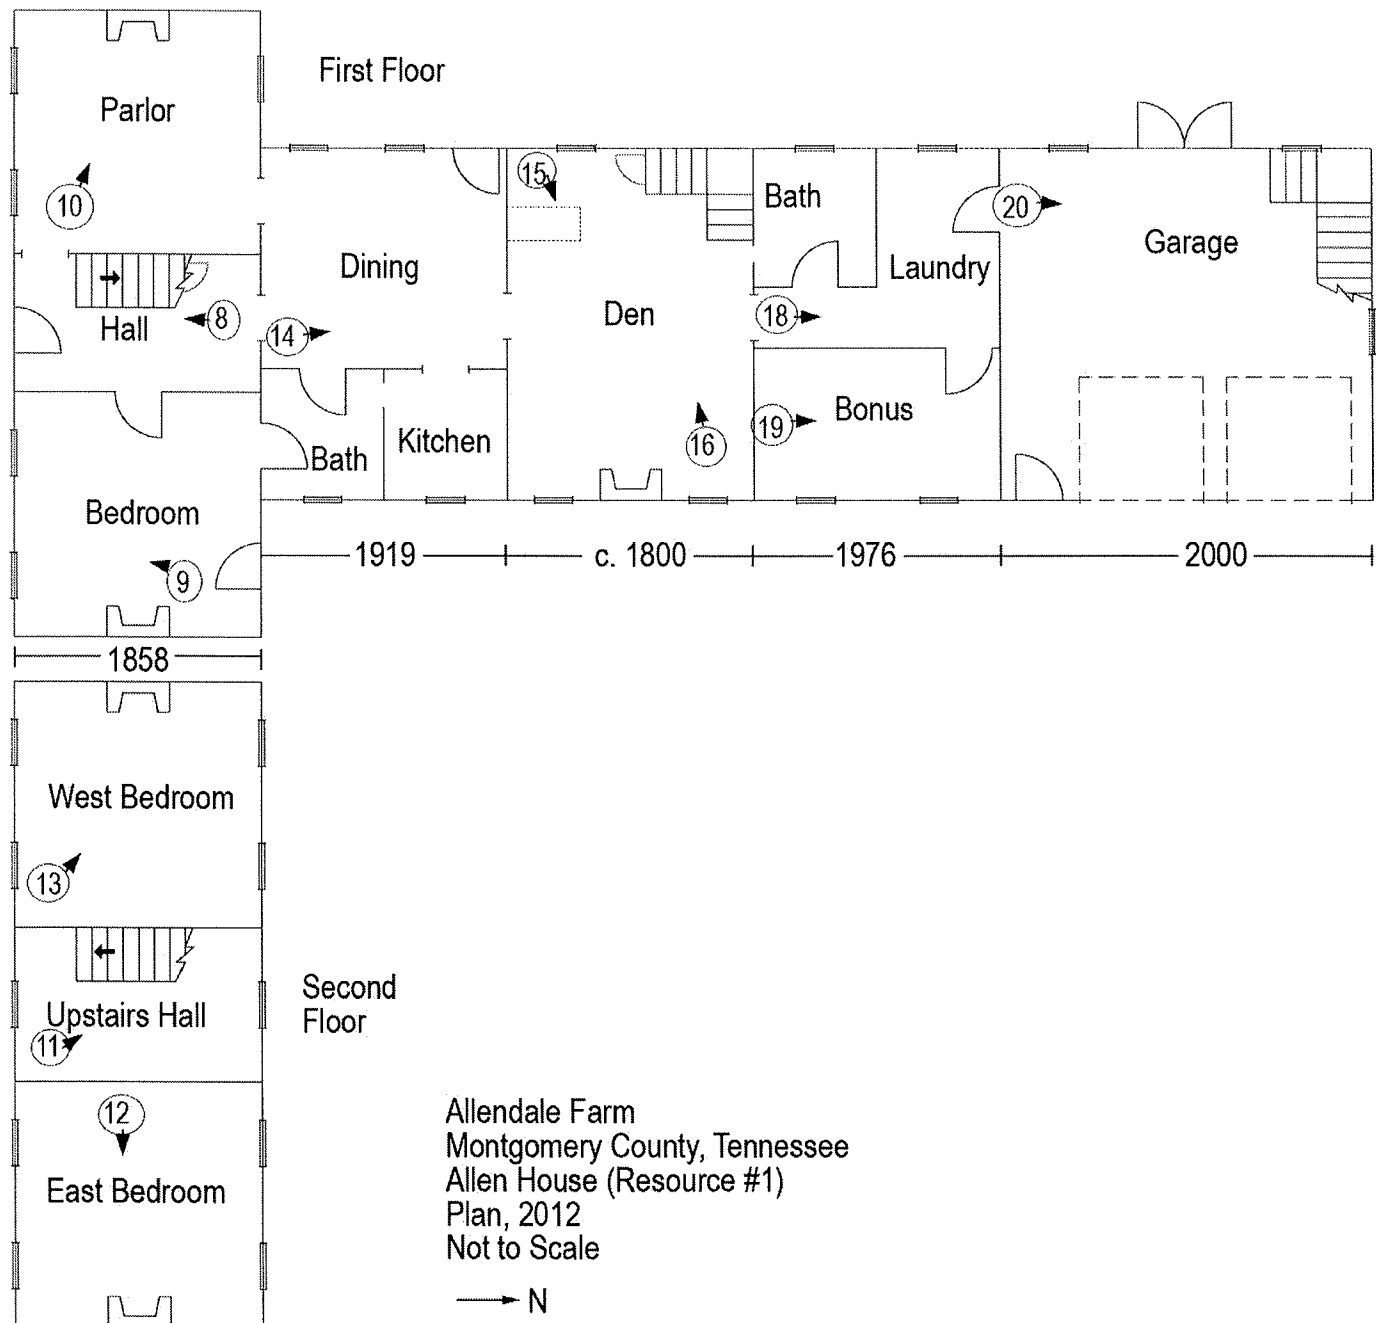 First Floor
Parlor
10
15
Bath
20
Garage
Dining
Laundry
8
Hall
14
Den
18
Bath
Kitchen
16
19
Bonus
Bedroom
9
1919
c. 1800
1976
2000
1858
West Bedroom
13
Second
Floor
Upstairs Hall
11
12
East Bedroom
Allendale Farm
Montgomery County, Tennessee
Allen House (Resource #1)
Plan, 2012
Not to Scale
N